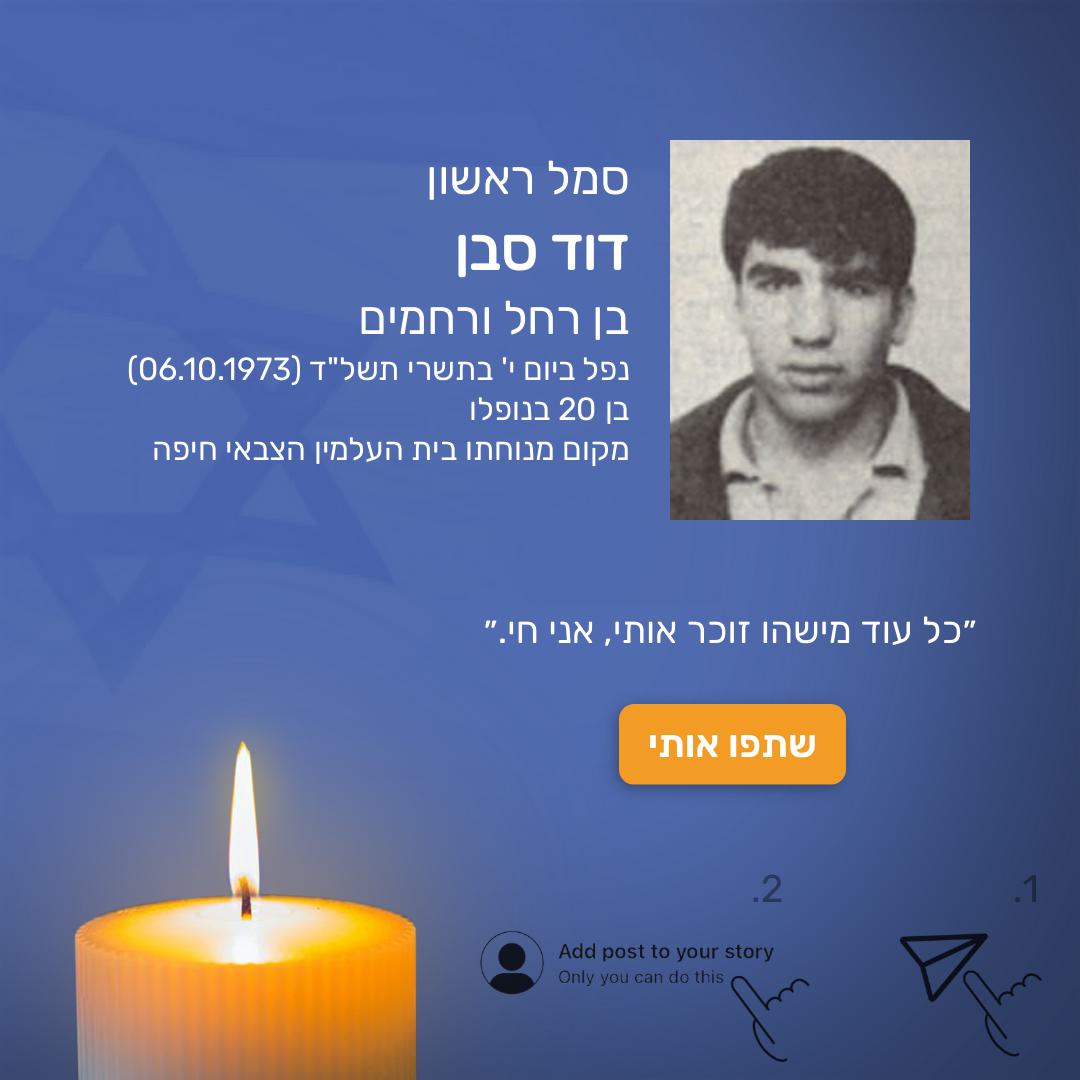 סמל ראשון
דוד סבן
בן רחל ורחמים
נפל ביום י' בתשרי תשל"ד (06.10.1973)
בן 20 בנופלו
מקום מנוחתו בית העלמין הצבאי חיפה
״כל עוד מישהו זוכר אותי, אני חי.״
שתפו אותי
1.
2.
Add post to your story
Only you can do this